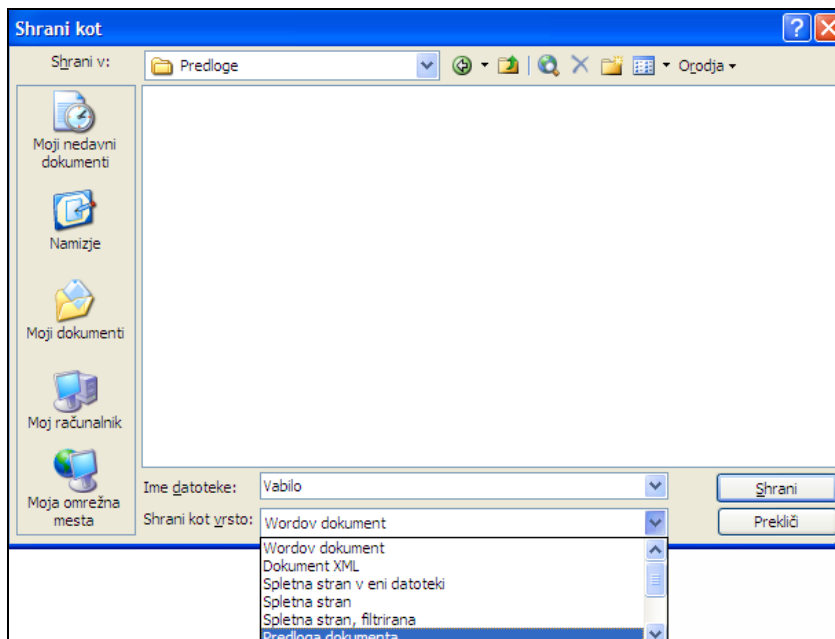 Shrani kot
Shrani v:
Predloge
Orodja
Moji nedavni
dokumenti
Namizje
Moji dokumenti
Moj računalnik
Moja omrežna
mesta
Ime datoteke:
Vabilo
Shrani
Shrani kot vrsto:
Wordov dokument
Prekliči
Wordov dokument
Dokument XML
Spletna stran v eni datoteki
Spletna stran
Spletna stran, filtrirana
Predloga dokumenta